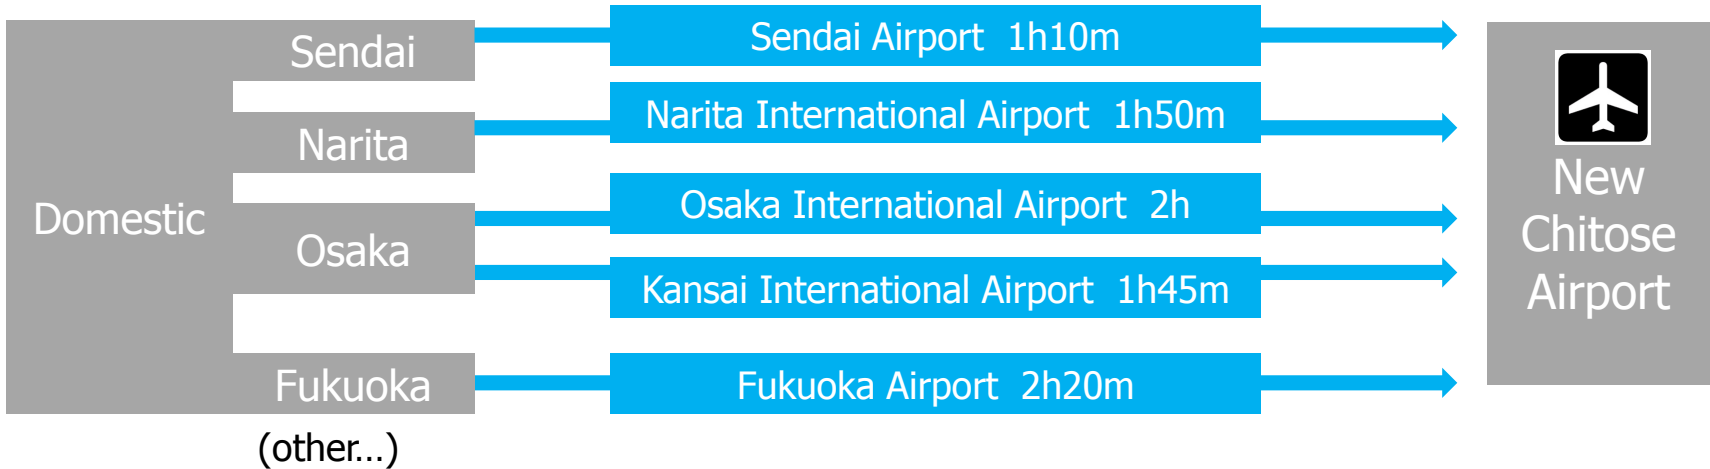 Domestic
Sendai
Sendai Airport 1h10m
Narita
Narita International Airport 1h50m
Osaka
Osaka International Airport 2h
Kansai International Airport 1h45m
Fukuoka
Fukuoka Airport 2h20m
(other...)
New
Chitose
Airport